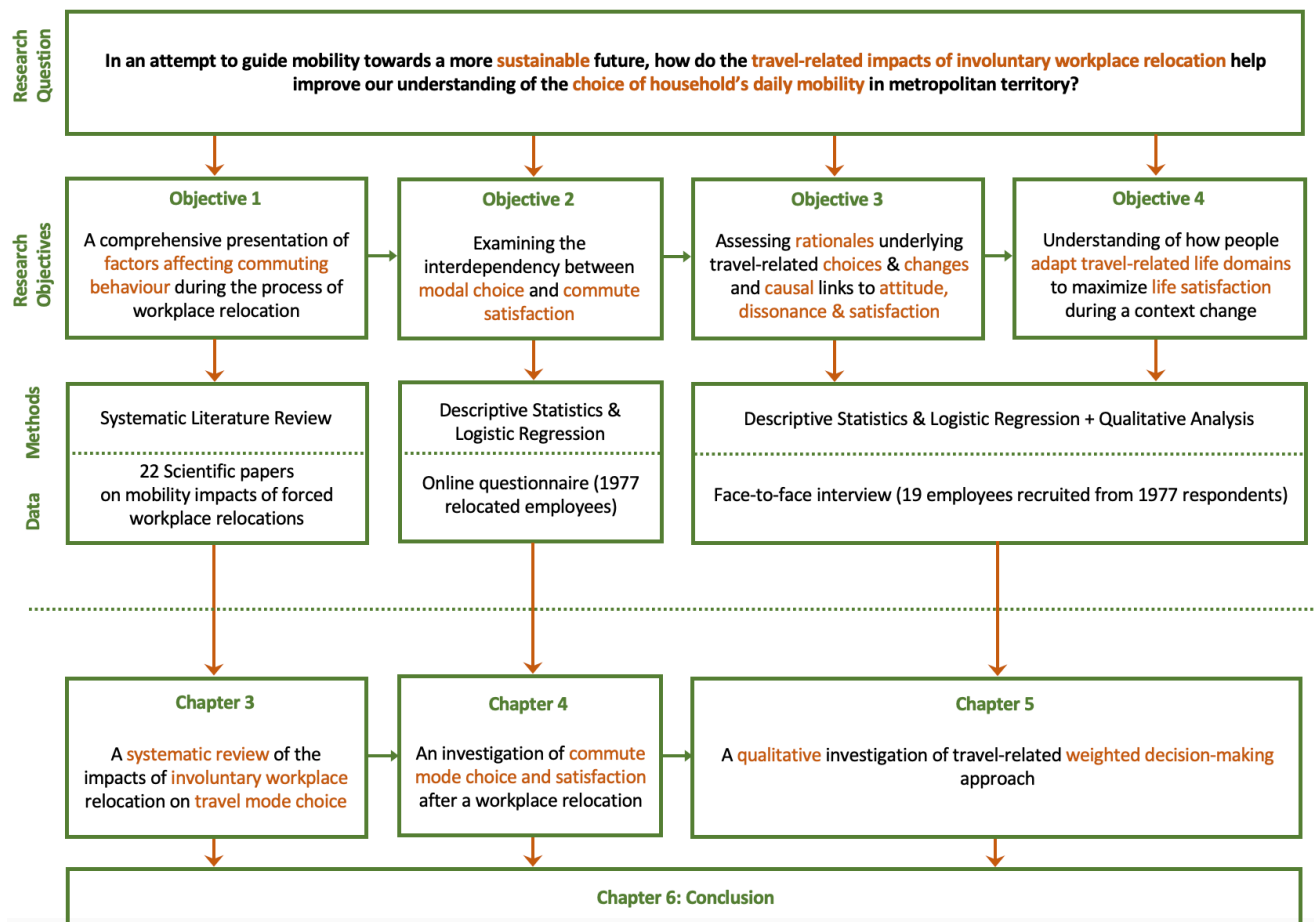 Research
Question
In an attempt to guide mobility towards a more sustainable future, how do the travel-related impacts of involuntary workplace relocation help
improve our understanding of the choice of household's daily mobility in metropolitan territory?
Research
Objectives
Objective 1
A comprehensive presentation of
factors affecting commuting
behaviour during the process of
workplace relocation
Objective 2
Examining the
interdependency between
modal choice and commute
satisfaction
Objective 3
Assessing rationales underlying
travel-related choices & changes
and causal links to attitude,
dissonance & satisfaction
Objective 4
Understanding of how people
adapt travel-related life domains
to maximize life satisfaction
during a context change
Methods
Systematic Literature Review
Descriptive Statistics &
Logistic Regression
Descriptive Statistics & Logistic Regression + Qualitative Analysis
Data
22 Scientific papers
on mobility impacts of forced
workplace relocations
Online questionnaire (1977
relocated employees)
Face-to-face interview (19 employees recruited from 1977 respondents)
Chapter 3
A systematic review of the
impacts of involuntary workplace
relocation on travel mode choice
Chapter 4
An investigation of commute
mode choice and satisfaction
after a workplace relocation
Chapter 5
A qualitative investigation of travel-related weighted decision-making
approach
Chapter 6: Conclusion